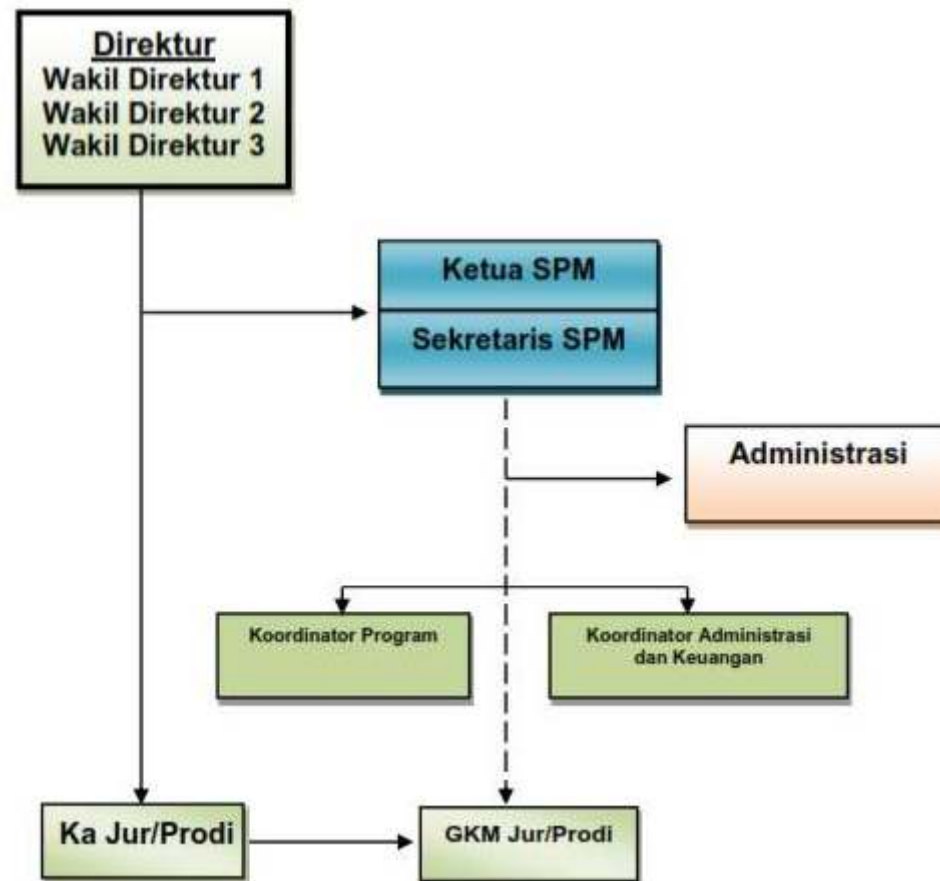 Direktur
Wakil Direktur 1
Wakil Direktur 2
Wakil Direktur 3
Ketua SPM
Sekretaris SPM
Administrasi
Koordinator Program
Koordinator Administrasi
dan Keuangan
Ka Jur/Prodi
GKM Jur/Prodi